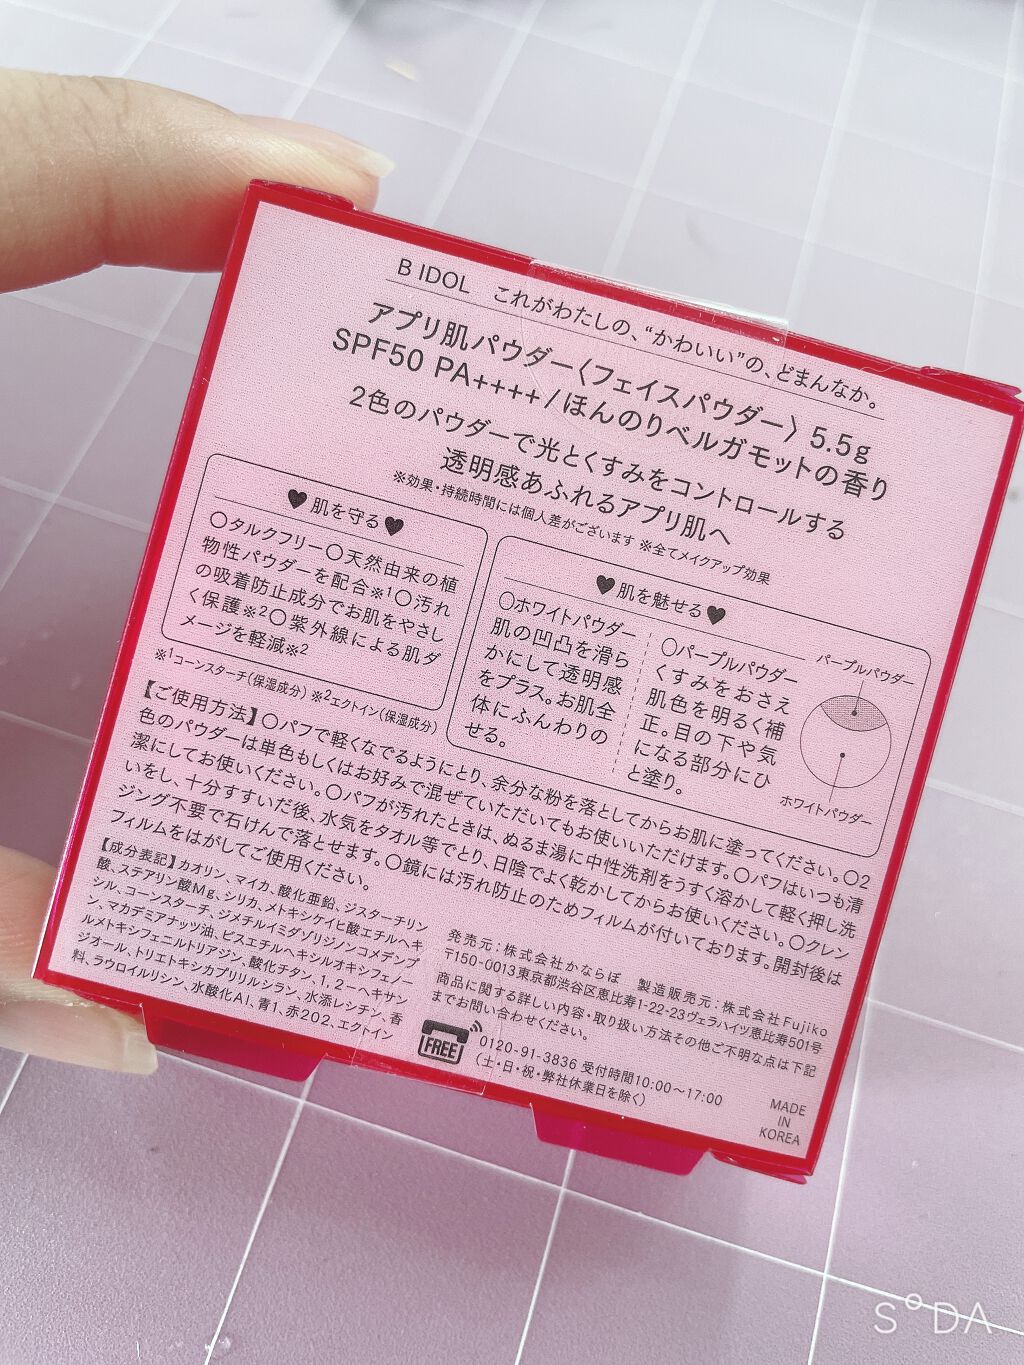 B IDOL これがわたしの、“かわいい”の、どまんなか。
アプリ肌パウダー〈フェイスパウダー〉 5.5g
SPF50 PA++++/ほんのりベルガモットの香り
2色のパウダーで光とくすみをコントロールする
透明感あふれるアプリ肌へ
※効果・持続時間には個人差がございます ※全てメイクアップ効果
♥肌を守る♥
〇タルクフリー〇天然由来の植
物性パウダーを配合※1〇汚れ
の吸着防止成分でお肌をやさし
く保護※2〇紫外線による肌ダ
メージを軽減※2
※1コーンスターチ(保湿成分) ※2エクトイン(保湿成分)
♥肌を魅せる♥
〇ホワイトパウダー
肌の凹凸を滑ら
かにして透明感
をプラス。お肌全
体にふんわりの
せる。
〇パープルパウダー
くすみをおさえ
肌色を明るく補
正。目の下や気
になる部分にひ
と塗り。
パープルパウダー
ホワイトパウダー
【ご使用方法】〇パフで軽くなでるようにとり、余分な粉を落としてからお肌に塗ってください。〇2
色のパウダーは単色もしくはお好みで混ぜていただいてもお使いいただけます。〇パフはいつも清
潔にしてお使いください。〇パフが汚れたときは、ぬるま湯に中性洗剤をうすく溶かして軽く押し洗
いをし、十分すすいだ後、水気をタオル等でとり、日陰でよく乾かしてからお使いください。〇クレン
ジング不要で石けんで落とせます。〇鏡には汚れ防止のためフィルムが付いております。開封後は
フィルムをはがしてご使用ください。
【成分表記】カオリン、マイカ、酸化亜鉛、ジステアリン
酸、ステアリン酸Mg、シリカ、メトキシケイヒ酸エチルヘキ
シル、コーンスターチ、ジメチルイミダゾリジノンコメデンプ
ン、マカデミアナッツ油、ビスエチルヘキシルオキシフェノー
ルメトキシフェニルトリアジン、酸化チタン、1,2-ヘキサン
ジオール、トリエトキシカプリリルシラン、水添レシチン、香
料、ラウロイルリシン、水酸化Al、青1、赤202、エクトイン
発売元：株式会社かならぼ 製造販売元：株式会社Fujiko
〒150-0013東京都渋谷区恵比寿1-22-23ヴェラハイツ恵比寿501号
商品に関する詳しい内容・取り扱い方法その他ご不明な点は下記
までお問い合わせください。
FREE 0120-91-3836 受付時間10:00〜17:00
(土・日・祝・弊社休業日を除く)
MADE
IN
KOREA
SODA